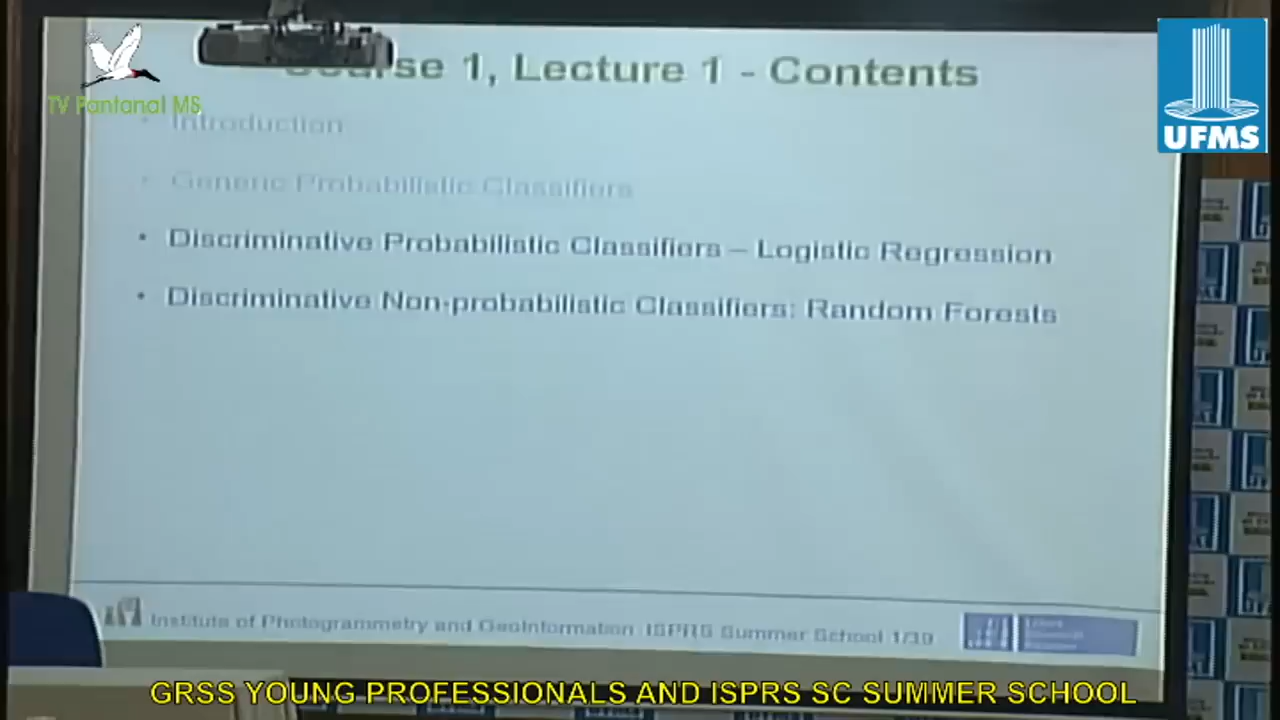 TV Pantanal MS
UFMS
Course 1, Lecture 1 - Contents
• Introduction
• Generic Probabilistic Classifiers
• Discriminative Probabilistic Classifiers – Logistic Regression
• Discriminative Non-probabilistic Classifiers: Random Forests
Institute of Photogrammetry and GeoInformation ISPRS Summer School 1/39
GRSS YOUNG PROFESSIONALS AND ISPRS SC SUMMER SCHOOL